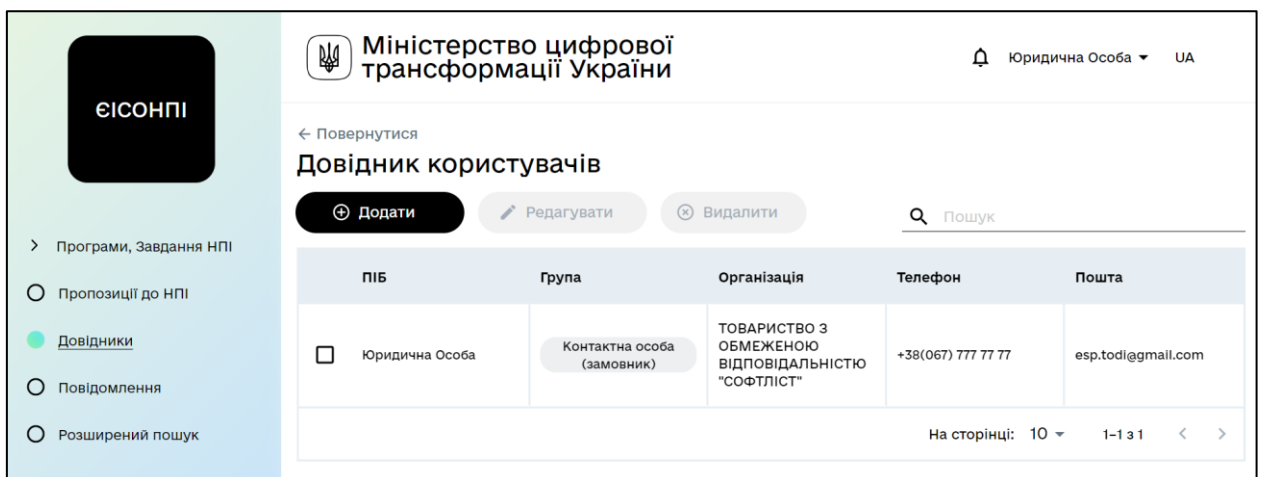 ЄІСОНПІ
Програми, Завдання НПІ
Пропозиції до НПІ
Довідники
Повідомлення
Розширений пошук
Міністерство цифрової
трансформації України
Юридична Особа
UA
← Повернутися
Довідник користувачів
Додати
Редагувати
Видалити
Пошук
ПІБ
Група
Організація
Телефон
Пошта
Юридична Особа
Контактна особа
(замовник)
ТОВАРИСТВО З
ОБМЕЖЕНОЮ
ВІДПОВІДАЛЬНІСТЮ
"СОФТЛІСТ"
+38(067) 777 77 77
esp.todi@gmail.com
На сторінці: 10
1–1 з 1